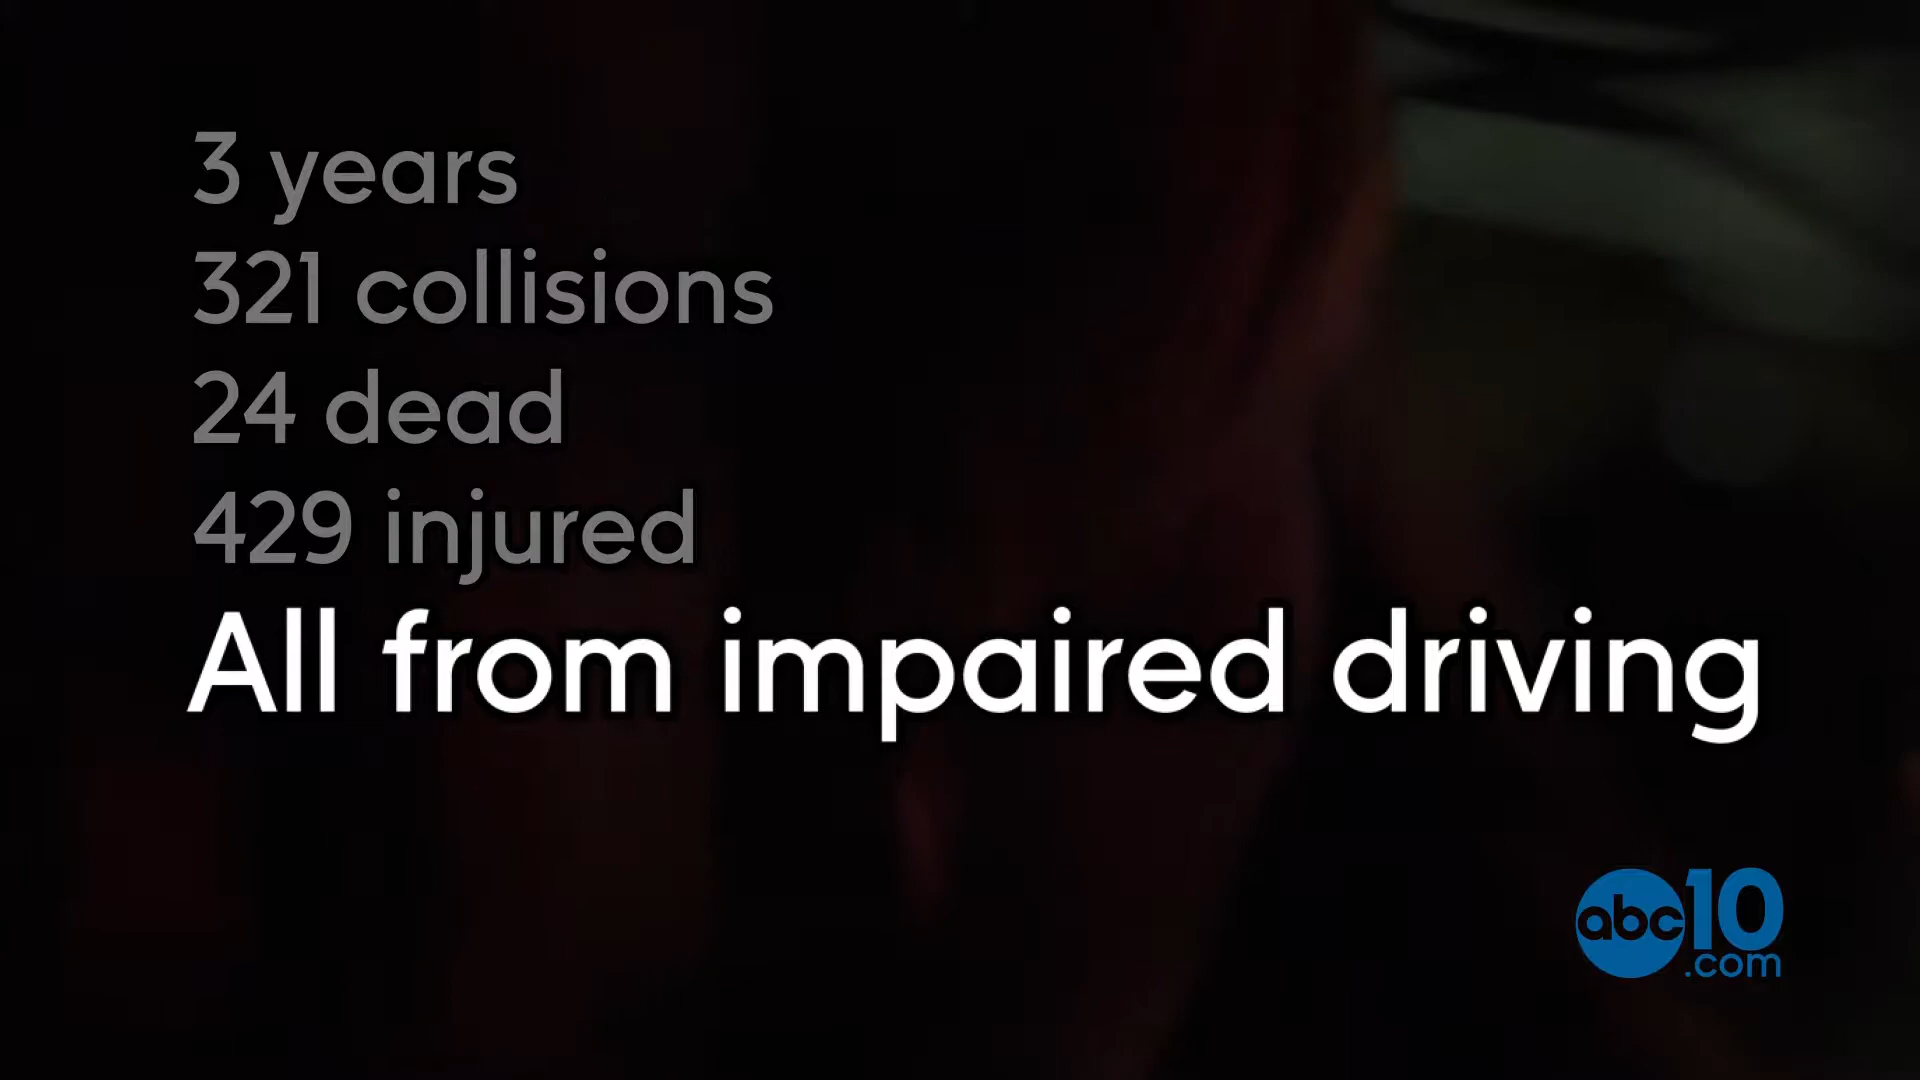 3 years
321 collisions
24 dead
429 injured
All from impaired driving
abc10
.com